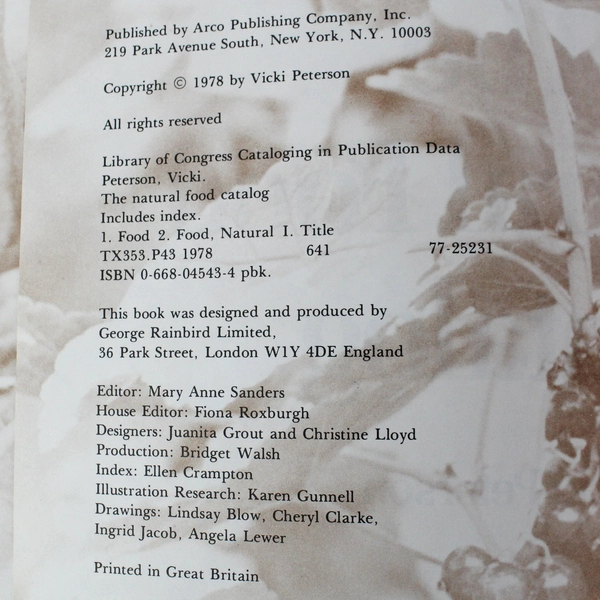 Published by Arco Publishing Company, Inc.
219 Park Avenue South, New York, N.Y. 10003
Copyright © 1978 by Vicki Peterson
All rights reserved
Library of Congress Cataloging in Publication Data
Peterson, Vicki.
The natural food catalog
Includes index.
1. Food 2. Food, Natural I. Title
TX353.P43 1978 641 77-25231
ISBN 0-668-04543-4 pbk.
This book was designed and produced by
George Rainbird Limited,
36 Park Street, London W1Y 4DE England
Editor: Mary Anne Sanders
House Editor: Fiona Roxburgh
Designers: Juanita Grout and Christine Lloyd
Production: Bridget Walsh
Index: Ellen Crampton
Illustration Research: Karen Gunnell
Drawings: Lindsay Blow, Cheryl Clarke,
Ingrid Jacob, Angela Lewer
Printed in Great Britain